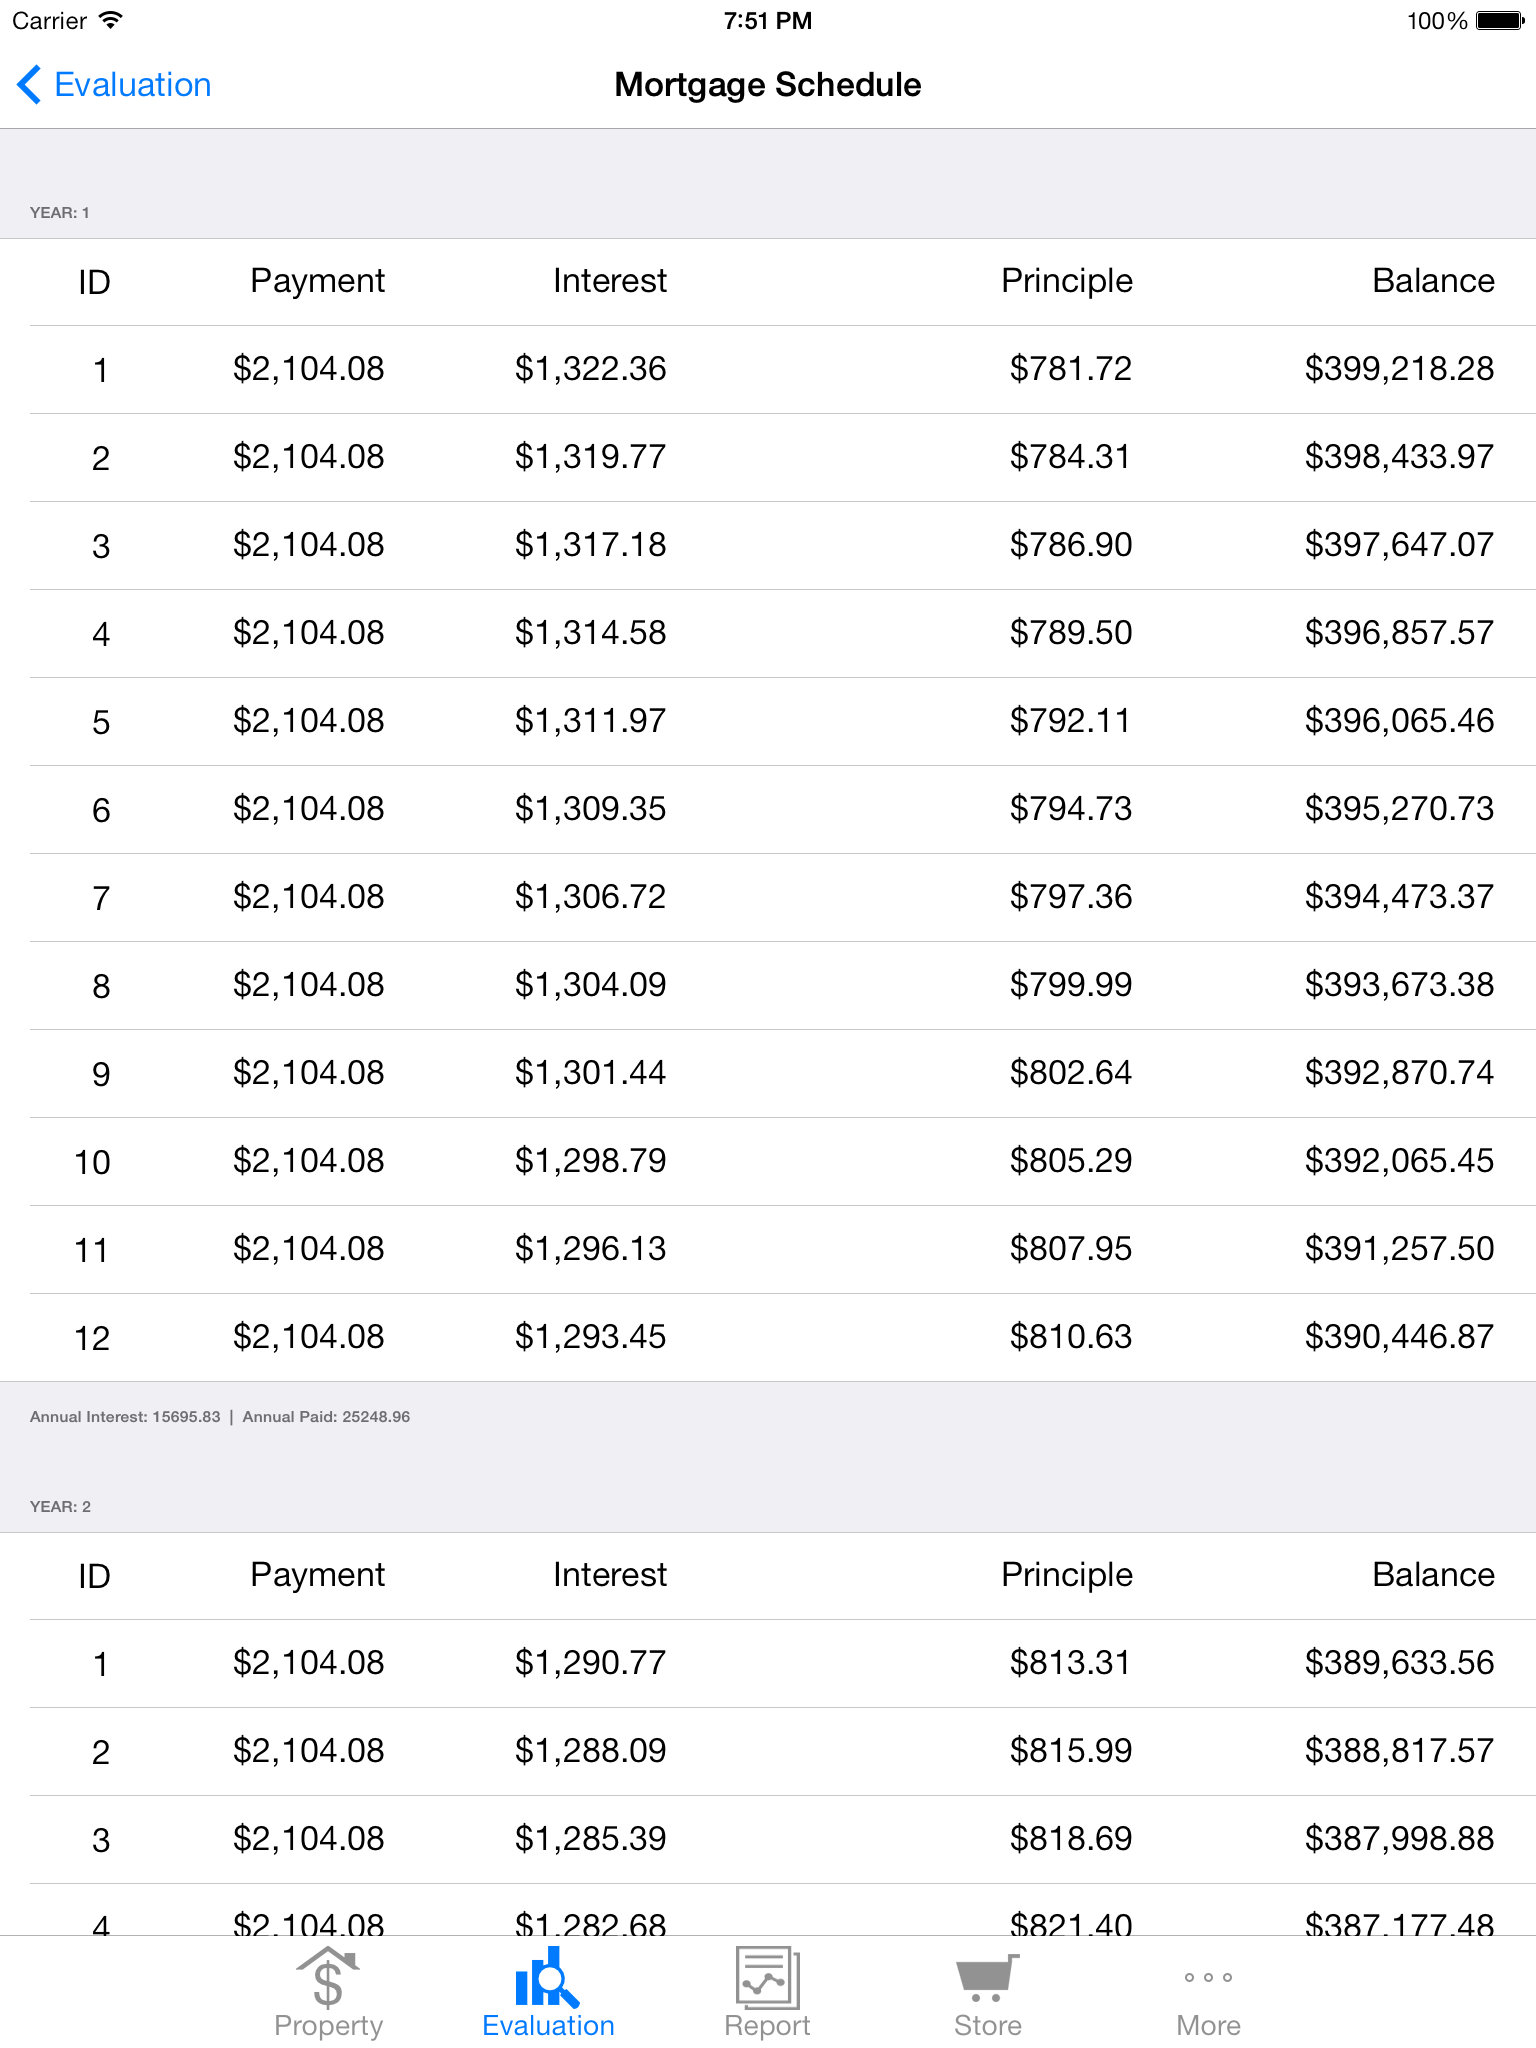 Carrier 7:51 PM 100%
Evaluation Mortgage Schedule
YEAR: 1
ID Payment Interest Principle Balance
1 $2,104.08 $1,322.36 $781.72 $399,218.28
2 $2,104.08 $1,319.77 $784.31 $398,433.97
3 $2,104.08 $1,317.18 $786.90 $397,647.07
4 $2,104.08 $1,314.58 $789.50 $396,857.57
5 $2,104.08 $1,311.97 $792.11 $396,065.46
6 $2,104.08 $1,309.35 $794.73 $395,270.73
7 $2,104.08 $1,306.72 $797.36 $394,473.37
8 $2,104.08 $1,304.09 $799.99 $393,673.38
9 $2,104.08 $1,301.44 $802.64 $392,870.74
10 $2,104.08 $1,298.79 $805.29 $392,065.45
11 $2,104.08 $1,296.13 $807.95 $391,257.50
12 $2,104.08 $1,293.45 $810.63 $390,446.87
Annual Interest: 15695.83 | Annual Paid: 25248.96
YEAR: 2
ID Payment Interest Principle Balance
1 $2,104.08 $1,290.77 $813.31 $389,633.56
2 $2,104.08 $1,288.09 $815.99 $388,817.57
3 $2,104.08 $1,285.39 $818.69 $387,998.88
4 $2,104.08 $1,282.68 $821.40 $387,177.48
Property Evaluation Report Store More